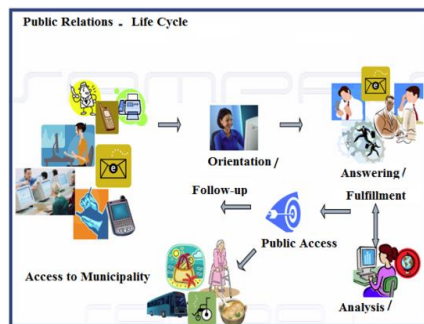 Public Relations . Life Cycle
Orientation /
Answering /
Follow-up
Fulfillment
Public Access
Access to Municipality
Analysis /